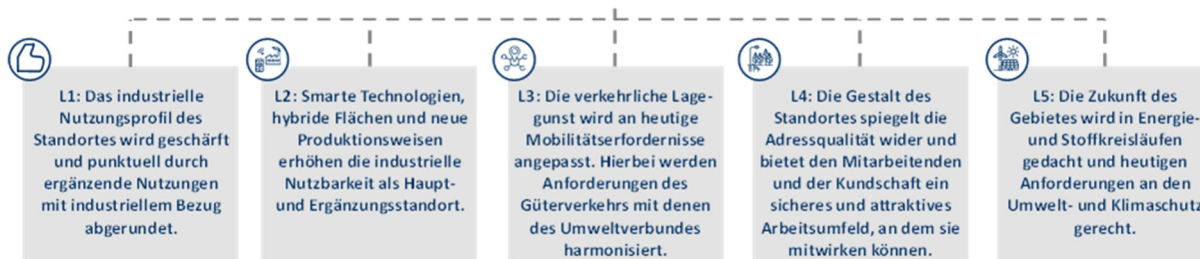 L1: Das industrielle
Nutzungsprofil des
Standortes wird geschärft
und punktuell durch
ergänzende Nutzungen
mit industriellem Bezug
abgerundet.
L2: Smarte Technologien,
hybride Flächen und neue
Produktionsweisen
erhöhen die industrielle
Nutzbarkeit als Haupt-
und Ergänzungsstandort.
L3: Die verkehrliche Lage-
gunst wird an heutige
Mobilitätserfordernisse
angepasst. Hierbei werden
Anforderungen des
Güterverkehrs mit denen
des Umweltverbundes
harmonisiert.
L4: Die Gestalt des
Standortes spiegelt die
Adressqualität wider und
bietet den Mitarbeitenden
und der Kundschaft ein
sicheres und attraktives
Arbeitsumfeld, an dem sie
mitwirken können.
L5: Die Zukunft des
Gebietes wird in Energie-
und Stoffkreisläufen
gedacht und heutigen
Anforderungen an den
Umwelt- und Klimaschutz
gerecht.